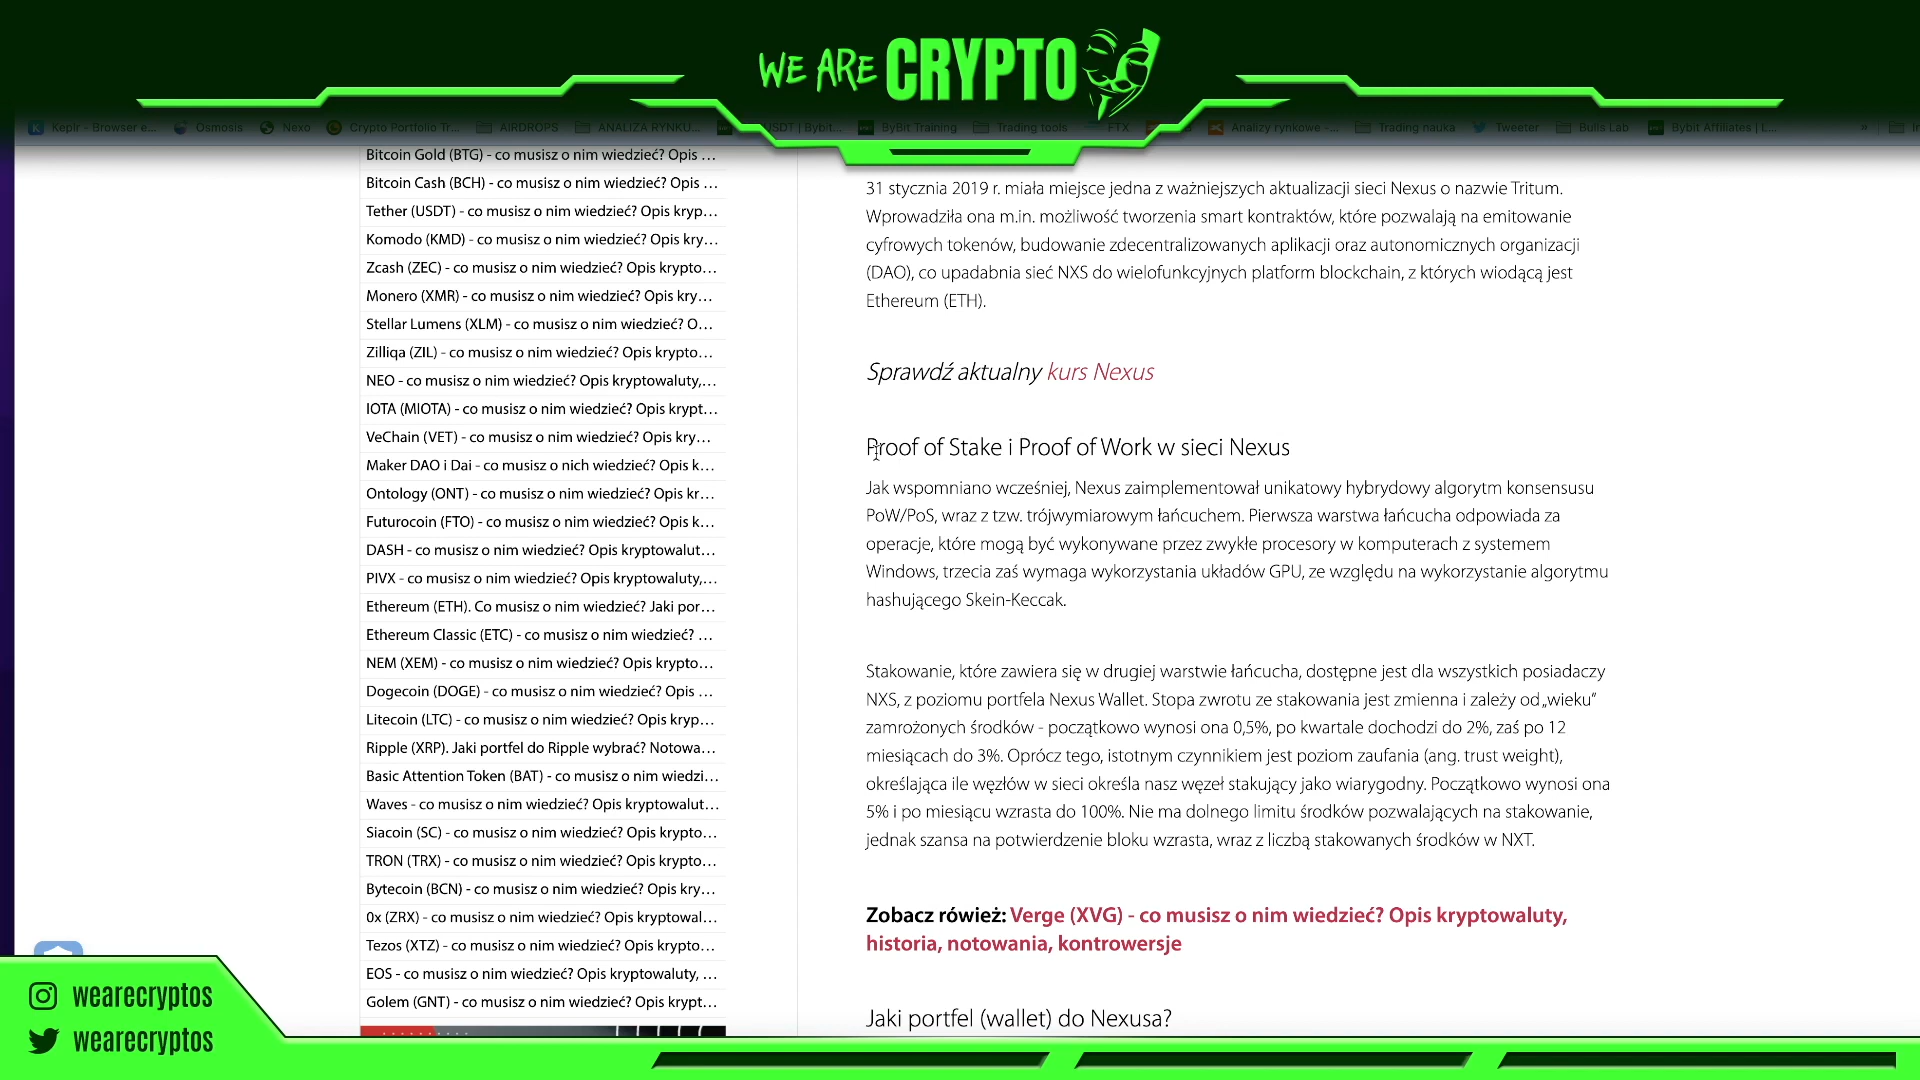 WE ARE CRYPTO
Keplr - Browser e...
Osmosis
Nexo
Crypto Portfolio Tr...
AIRDROPS
ANALIZA RYNKU...
ByBit Training
Trading tools
FTX
Analizy rynkowe -...
Trading nauka
Tweeter
Bulls Lab
Bybit Affiliates | L...
»
Bitcoin Gold (BTG) - co musisz o nim wiedzieć? Opis …
Bitcoin Cash (BCH) - co musisz o nim wiedzieć? Opis …
Tether (USDT) - co musisz o nim wiedzieć? Opis kryp…
Komodo (KMD) - co musisz o nim wiedzieć? Opis kry…
Zcash (ZEC) - co musisz o nim wiedzieć? Opis krypto…
Monero (XMR) - co musisz o nim wiedzieć? Opis kry…
Stellar Lumens (XLM) - co musisz o nim wiedzieć? O…
Zilliqa (ZIL) - co musisz o nim wiedzieć? Opis krypto…
NEO - co musisz o nim wiedzieć? Opis kryptowaluty,…
IOTA (MIOTA) - co musisz o nim wiedzieć? Opis krypt…
VeChain (VET) - co musisz o nim wiedzieć? Opis kry…
Maker DAO i Dai - co musisz o nich wiedzieć? Opis k…
Ontology (ONT) - co musisz o nim wiedzieć? Opis kr…
Futurocoin (FTO) - co musisz o nim wiedzieć? Opis k…
DASH - co musisz o nim wiedzieć? Opis kryptowalut…
PIVX - co musisz o nim wiedzieć? Opis kryptowaluty,…
Ethereum (ETH). Co musisz o nim wiedzieć? Jaki por…
Ethereum Classic (ETC) - co musisz o nim wiedzieć? …
NEM (XEM) - co musisz o nim wiedzieć? Opis krypto…
Dogecoin (DOGE) - co musisz o nim wiedzieć? Opis …
Litecoin (LTC) - co musisz o nim wiedzieć? Opis kryp…
Ripple (XRP). Jaki portfel do Ripple wybrać? Notowa…
Basic Attention Token (BAT) - co musisz o nim wiedzi…
Waves - co musisz o nim wiedzieć? Opis kryptowalut…
Siacoin (SC) - co musisz o nim wiedzieć? Opis krypto…
TRON (TRX) - co musisz o nim wiedzieć? Opis krypto…
Bytecoin (BCN) - co musisz o nim wiedzieć? Opis kry…
0x (ZRX) - co musisz o nim wiedzieć? Opis kryptowal…
Tezos (XTZ) - co musisz o nim wiedzieć? Opis krypto…
EOS - co musisz o nim wiedzieć? Opis kryptowaluty, …
Golem (GNT) - co musisz o nim wiedzieć? Opis krypt…
31 stycznia 2019 r. miała miejsce jedna z ważniejszych aktualizacji sieci Nexus o nazwie Tritum.
Wprowadziła ona m.in. możliwość tworzenia smart kontraktów, które pozwalają na emitowanie
cyfrowych tokenów, budowanie zdecentralizowanych aplikacji oraz autonomicznych organizacji
(DAO), co upadabnia sieć NXS do wielofunkcyjnych platform blockchain, z których wiodącą jest
Ethereum (ETH).
Sprawdź aktualny kurs Nexus
Proof of Stake i Proof of Work w sieci Nexus
Jak wspomniano wcześniej, Nexus zaimplementował unikatowy hybrydowy algorytm konsensusu
PoW/PoS, wraz z tzw. trójwymiarowym łańcuchem. Pierwsza warstwa łańcucha odpowiada za
operacje, które mogą być wykonywane przez zwykłe procesory w komputerach z systemem
Windows, trzecia zaś wymaga wykorzystania układów GPU, ze względu na wykorzystanie algorytmu
hashującego Skein-Keccak.
Stakowanie, które zawiera się w drugiej warstwie łańcucha, dostępne jest dla wszystkich posiadaczy
NXS, z poziomu portfela Nexus Wallet. Stopa zwrotu ze stakowania jest zmienna i zależy od „wieku“
zamrożonych środków - początkowo wynosi ona 0,5%, po kwartale dochodzi do 2%, zaś po 12
miesiącach do 3%. Oprócz tego, istotnym czynnikiem jest poziom zaufania (ang. trust weight),
określająca ile węzłów w sieci określa nasz węzeł stakujący jako wiarygodny. Początkowo wynosi ona
5% i po miesiącu wzrasta do 100%. Nie ma dolnego limitu środków pozwalających na stakowanie,
jednak szansa na potwierdzenie bloku wzrasta, wraz z liczbą stakowanych środków w NXT.
Zobacz rówież: Verge (XVG) - co musisz o nim wiedzieć? Opis kryptowaluty,
historia, notowania, kontrowersje
Jaki portfel (wallet) do Nexusa?
wearecryptos
wearecryptos